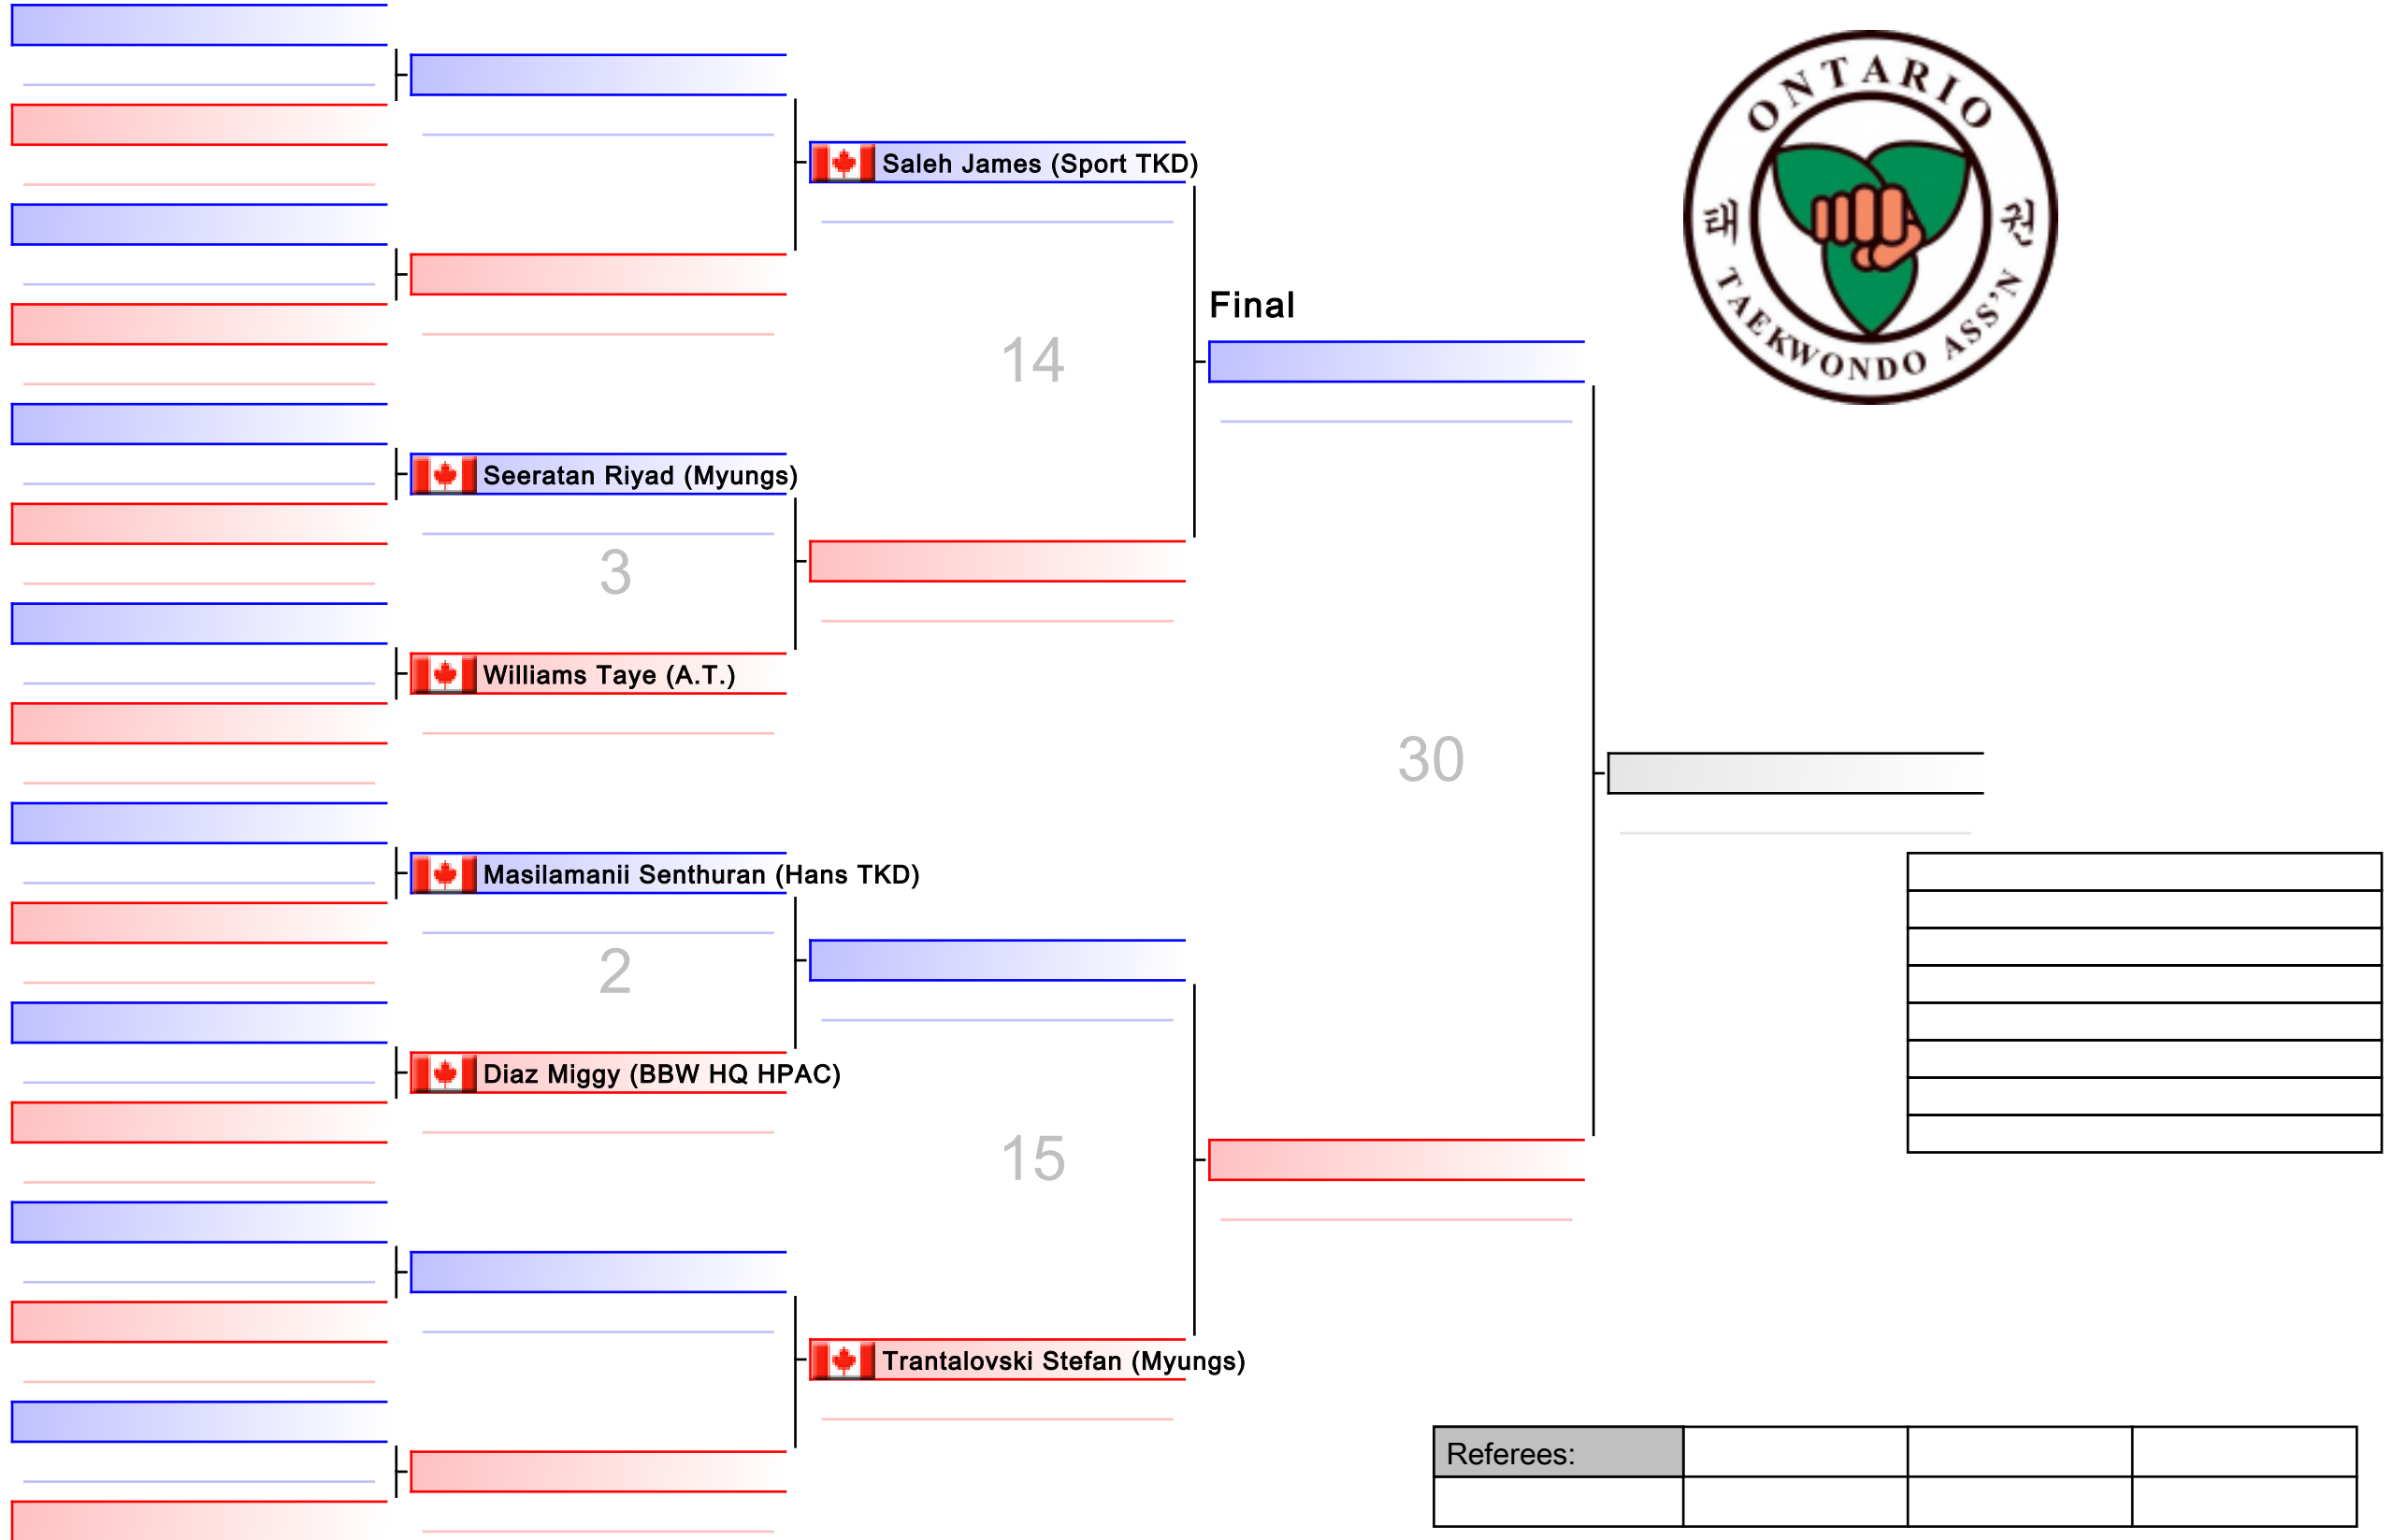 ONTARIO
태 권
TAEKWONDO ASS'N
Saleh James (Sport TKD)
Final
14
Seeratan Riyad (Myungs)
3
Williams Taye (A.T.)
30
Masilamanii Senthuran (Hans TKD)
2
Diaz Miggy (BBW HQ HPAC)
15
Trantalovski Stefan (Myungs)
Referees: